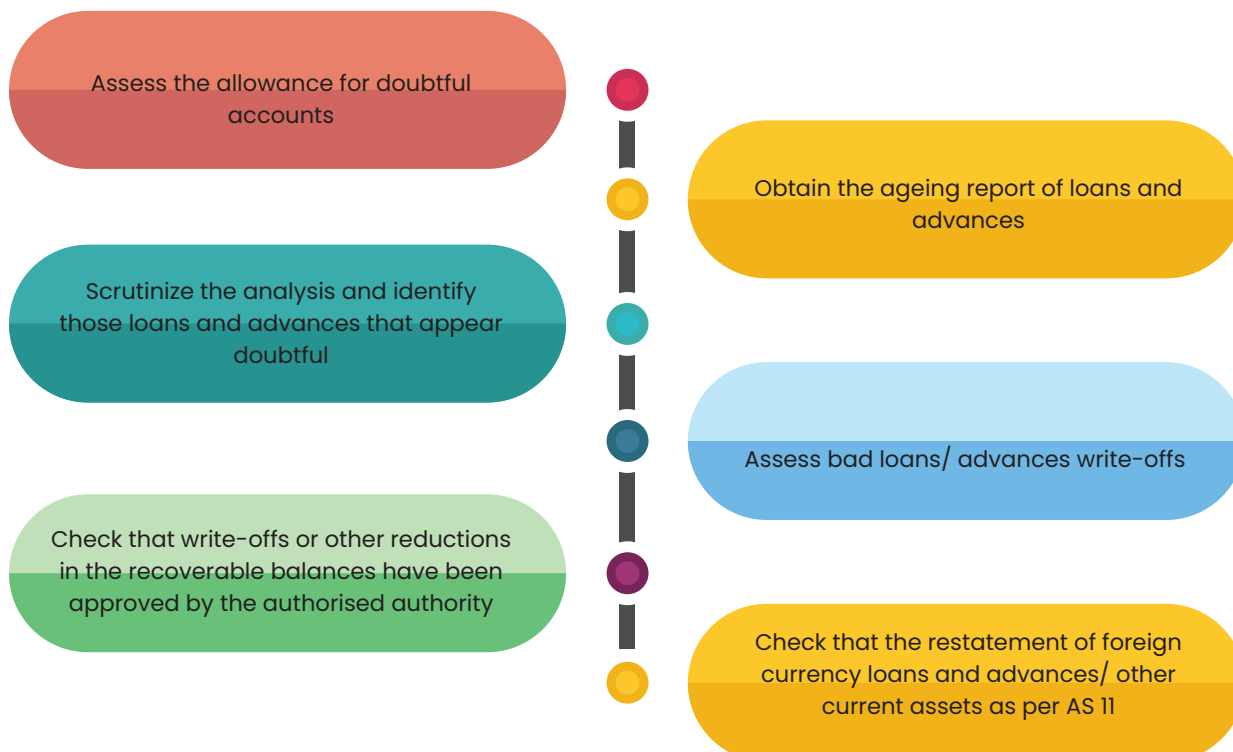 Assess the allowance for doubtful
accounts
Obtain the ageing report of loans and
advances
Scrutinize the analysis and identify
those loans and advances that appear
doubtful
Assess bad loans/ advances write-offs
Check that write-offs or other reductions
in the recoverable balances have been
approved by the authorised authority
Check that the restatement of foreign
currency loans and advances/ other
current assets as per AS 11